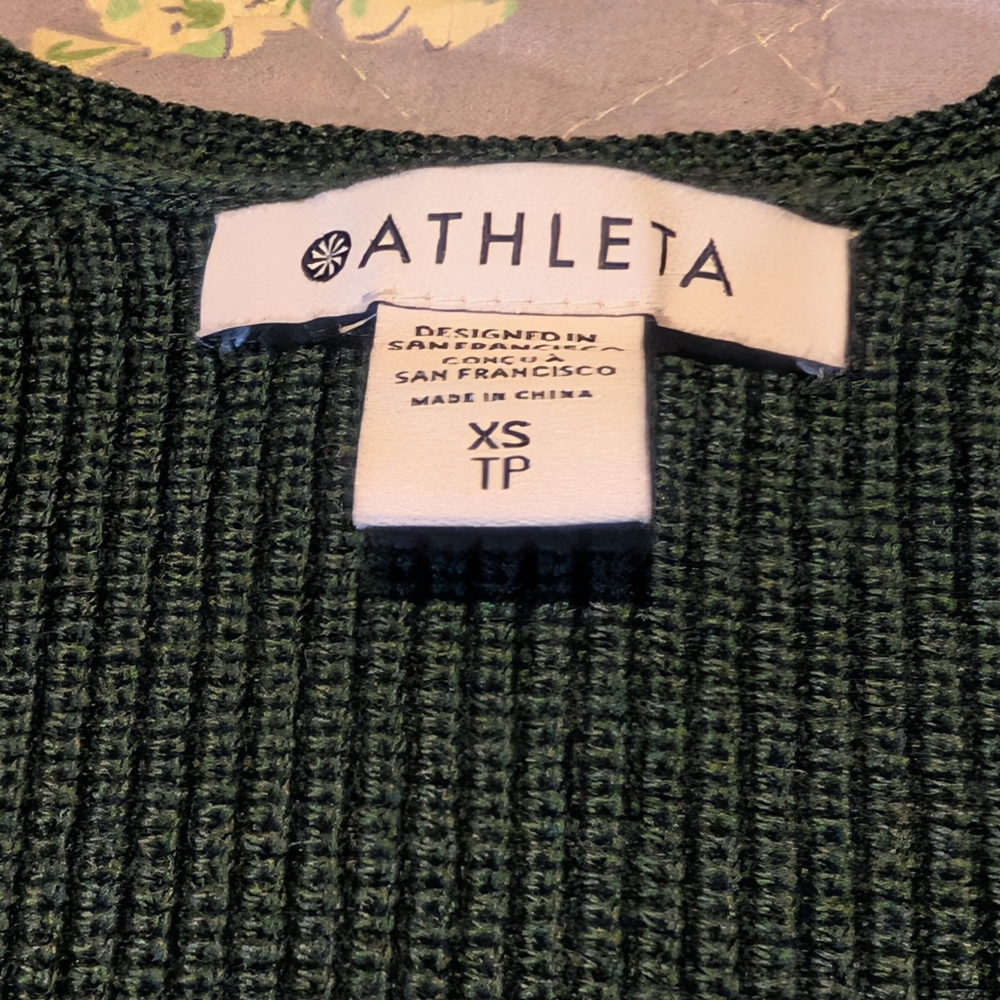 ATHLETA
DESIGNED IN
SAN FRANCISCO
CONÇU À
SAN FRANCISCO
MADE IN CHINA
XS
TP